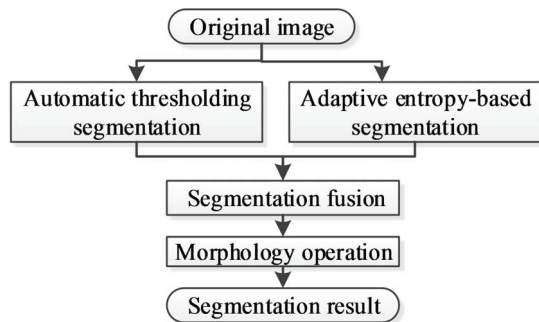 Original image
Automatic thresholding
segmentation
Adaptive entropy-based
segmentation
Segmentation fusion
Morphology operation
Segmentation result